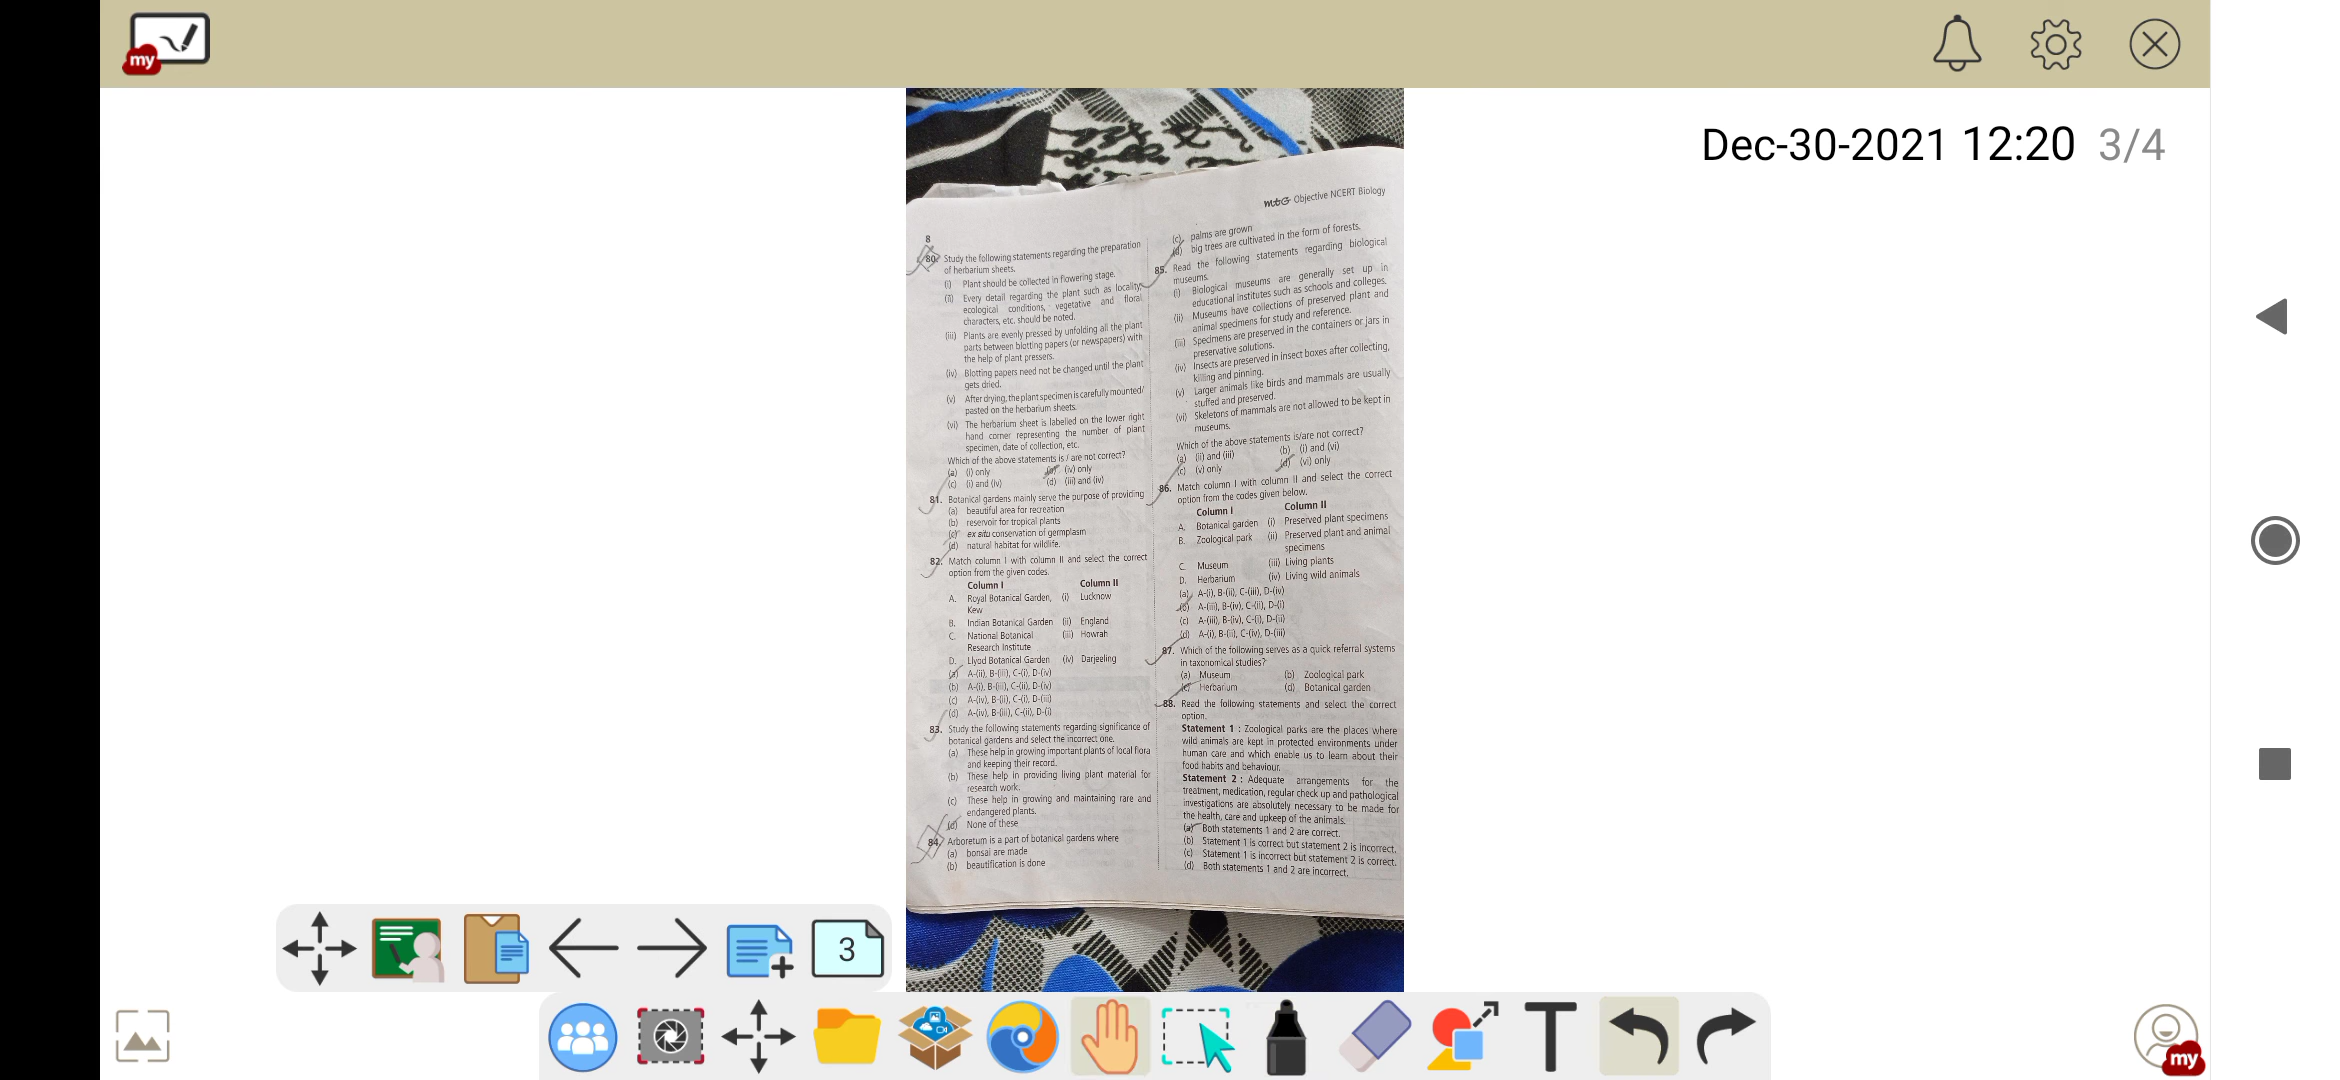 my
Dec-30-2021 12:20 3/4
mtG Objective NCERT Biology
8
80. Study the following statements regarding the preparation
of herbarium sheets.
(i) Plant should be collected in flowering stage.
(ii) Every detail regarding the plant such as locality,
ecological conditions, vegetative and floral
characters, etc. should be noted.
(iii) Plants are evenly pressed by unfolding all the plant
parts between blotting papers (or newspapers) with
the help of plant pressers.
(iv) Blotting papers need not be changed until the plant
gets dried.
(v) After drying, the plant specimen is carefully mounted/
pasted on the herbarium sheets.
(vi) The herbarium sheet is labelled on the lower right
hand corner representing the number of plant
specimen, date of collection, etc.
Which of the above statements is / are not correct?
(a) (i) only (b) (iv) only
(c) (i) and (iv) (d) (iii) and (iv)
81. Botanical gardens mainly serve the purpose of providing
(a) beautiful area for recreation
(b) reservoir for tropical plants
(c) ex situ conservation of germplasm
(d) natural habitat for wildlife.
82. Match column I with column II and select the correct
option from the given codes.
Column I Column II
A. Royal Botanical Garden, (i) Lucknow
Kew
B. Indian Botanical Garden (ii) England
C. National Botanical (iii) Howrah
Research Institute
D. Llyod Botanical Garden (iv) Darjeeling
(a) A-(ii), B-(iii), C-(i), D-(iv)
(b) A-(i), B-(iii), C-(ii), D-(iv)
(c) A-(iv), B-(ii), C-(i), D-(iii)
(d) A-(iv), B-(iii), C-(ii), D-(i)
83. Study the following statements regarding significance of
botanical gardens and select the incorrect one.
(a) These help in growing important plants of local flora
and keeping their record.
(b) These help in providing living plant material for
research work.
(c) These help in growing and maintaining rare and
endangered plants.
(d) None of these
84. Arboretum is a part of botanical gardens where
(a) bonsai are made
(b) beautification is done
(c) palms are grown
(d) big trees are cultivated in the form of forests.
85. Read the following statements regarding biological
museums.
(i) Biological museums are generally set up in
educational institutes such as schools and colleges.
(ii) Museums have collections of preserved plant and
animal specimens for study and reference.
(iii) Specimens are preserved in the containers or jars in
preservative solutions.
(iv) Insects are preserved in insect boxes after collecting,
killing and pinning.
(v) Larger animals like birds and mammals are usually
stuffed and preserved.
(vi) Skeletons of mammals are not allowed to be kept in
museums.
Which of the above statements is/are not correct?
(a) (ii) and (iii) (b) (i) and (vi)
(c) (v) only (d) (vi) only
86. Match column I with column II and select the correct
option from the codes given below.
Column I Column II
A. Botanical garden (i) Preserved plant specimens
B. Zoological park (ii) Preserved plant and animal
specimens
C. Museum (iii) Living plants
D. Herbarium (iv) Living wild animals
(a) A-(i), B-(ii), C-(iii), D-(iv)
(b) A-(iii), B-(iv), C-(ii), D-(i)
(c) A-(iii), B-(iv), C-(i), D-(ii)
(d) A-(i), B-(ii), C-(iv), D-(iii)
87. Which of the following serves as a quick referral systems
in taxonomical studies?
(a) Museum (b) Zoological park
(c) Herbarium (d) Botanical garden
88. Read the following statements and select the correct
option.
Statement 1 : Zoological parks are the places where
wild animals are kept in protected environments under
human care and which enable us to learn about their
food habits and behaviour.
Statement 2 : Adequate arrangements for the
treatment, medication, regular check up and pathological
investigations are absolutely necessary to be made for
the health, care and upkeep of the animals.
(a) Both statements 1 and 2 are correct.
(b) Statement 1 is correct but statement 2 is incorrect.
(c) Statement 1 is incorrect but statement 2 is correct.
(d) Both statements 1 and 2 are incorrect.
3
T
my